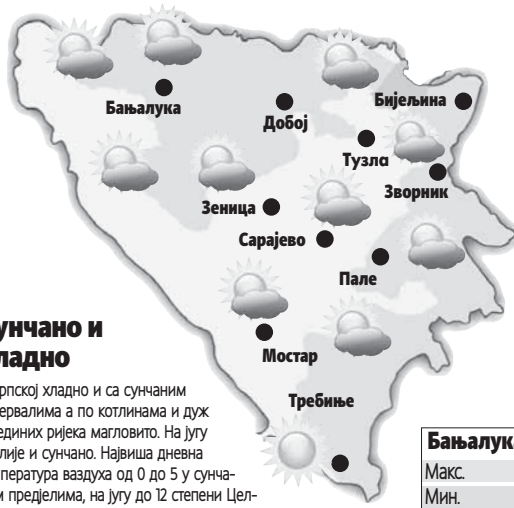 Бањалука
Добој
Бијељина
Тузла
Зворник
Зеница
Сарајево
Пале
Мостар
Требиње
унчано и
ладно
рпској хладно и са сунчаним
ервалима а по котлинама и дуж
единих ријека магловито. На југу
лије и сунчано. Највиша дневна
пература ваздуха од 0 до 5 у сунча-
м предјелима, на југу до 12 степени Цел-
Бањалук
Макс.
Мин.